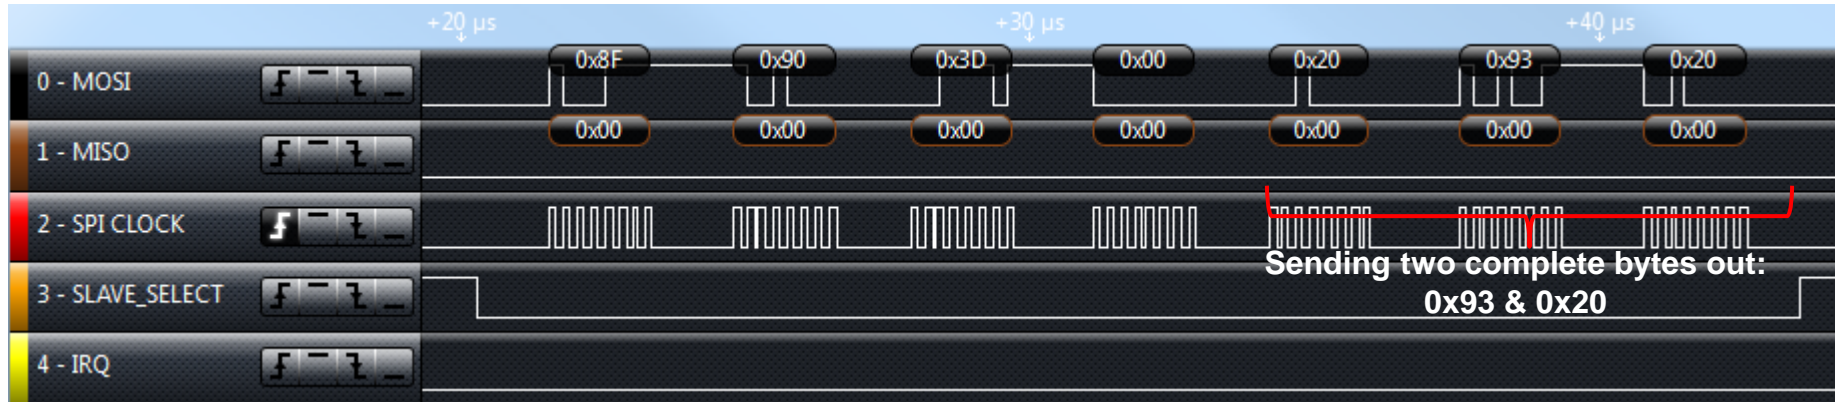 +20 µs +30 µs +40 µs
0 - MOSI 0x8F 0x90 0x3D 0x00 0x20 0x93 0x20
1 - MISO 0x00 0x00 0x00 0x00 0x00 0x00 0x00
2 - SPI CLOCK
3 - SLAVE_SELECT
Sending two complete bytes out:
0x93 & 0x20
4 - IRQ